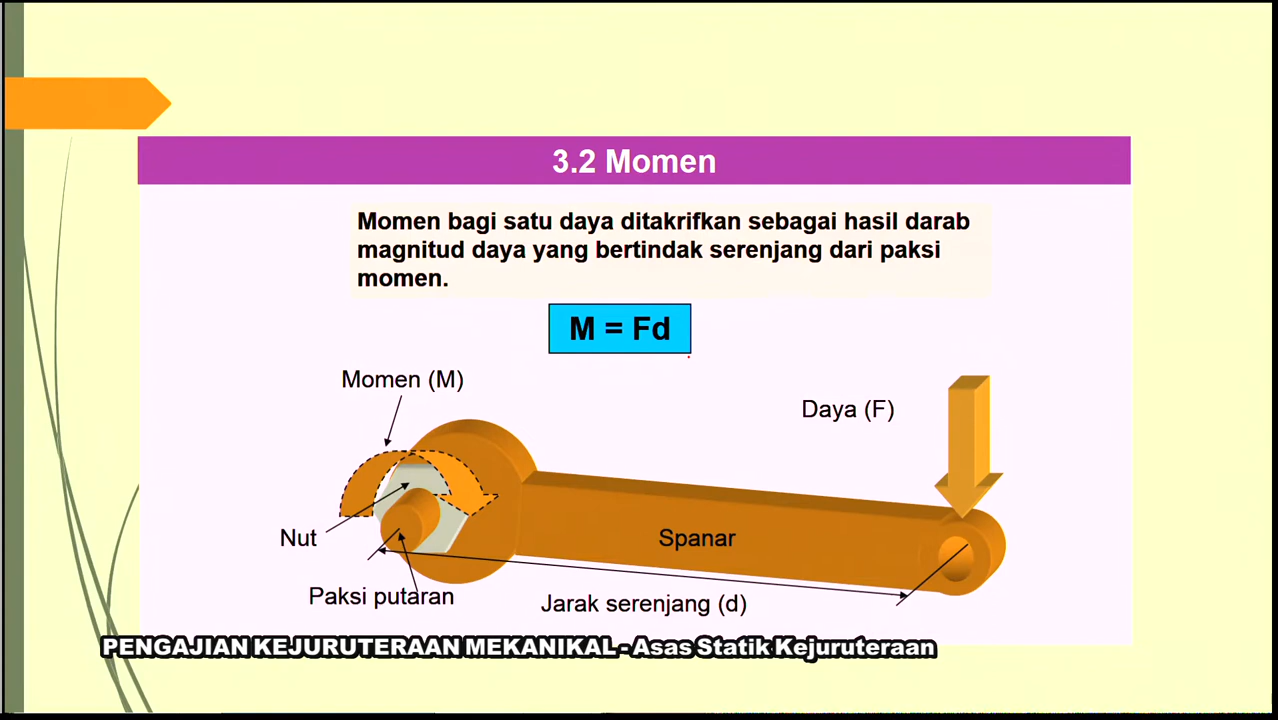 3.2 Momen
Momen bagi satu daya ditakrifkan sebagai hasil darab
magnitud daya yang bertindak serenjang dari paksi
momen.
M = Fd
Momen (M)
Daya (F)
Nut
Spanar
Paksi putaran
Jarak serenjang (d)
PENGAJIAN KEJURUTERAAN MEKANIKAL - Asas Statik Kejuruteraan